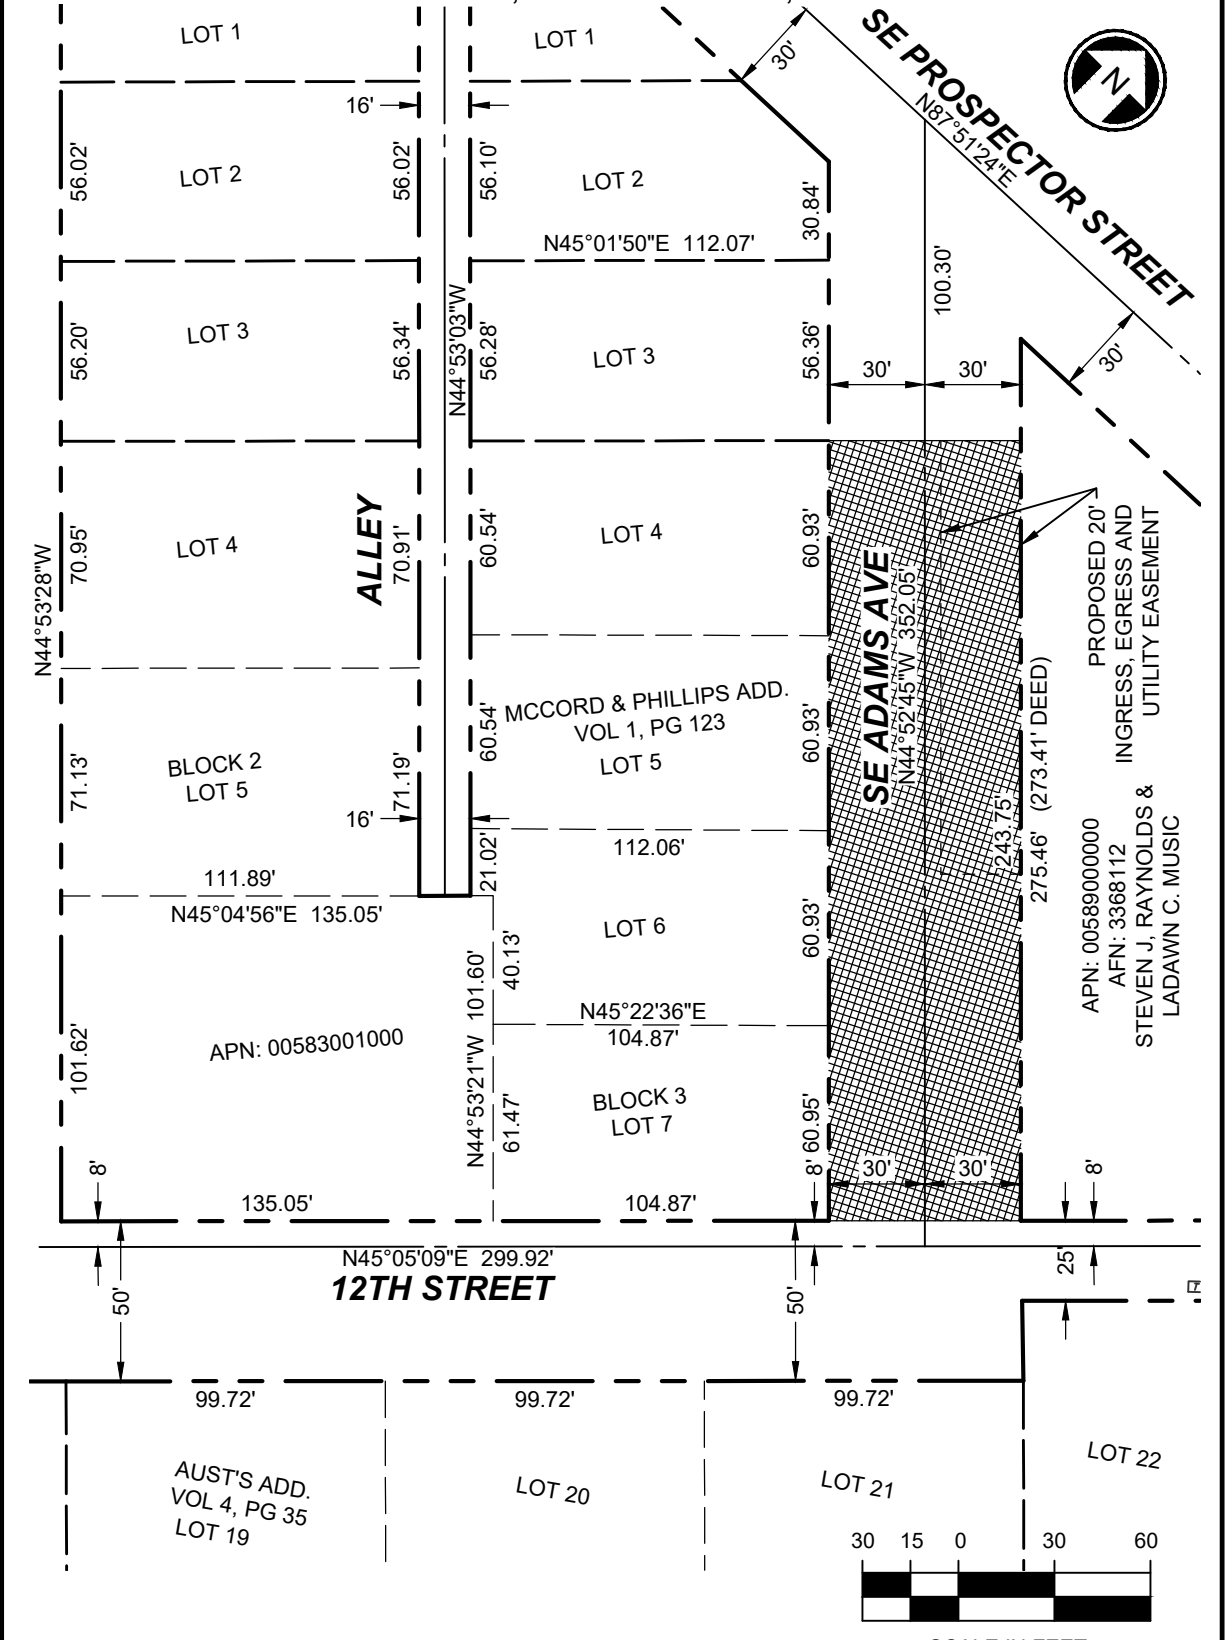 LOT 1
LOT 1
30'
SE PROSPECTOR STREET
N87°51'24"E
N
16'
56.02'
LOT 2
56.02'
56.10'
LOT 2
30.84'
N45°01'50"E 112.07'
100.30'
56.20'
LOT 3
56.34'
N44°53'03"W
56.28'
LOT 3
56.36'
30'
30'
30'
N44°53'28"W
70.95'
LOT 4
ALLEY
70.91'
60.54'
LOT 4
60.93'
SE ADAMS AVE
N44°52'45"W 352.05'
PROPOSED 20'
INGRESS, EGRESS AND
UTILITY EASEMENT
71.13'
BLOCK 2
LOT 5
71.19'
16'
60.54'
MCCORD & PHILLIPS ADD.
VOL 1, PG 123
LOT 5
60.93'
243.75'
275.46' (273.41' DEED)
APN: 00589000000
AFN: 3368112
STEVEN J, RAYNOLDS &
LADAWN C. MUSIC
111.89'
21.02'
112.06'
N45°04'56"E 135.05'
LOT 6
60.93'
101.62'
APN: 00583001000
N44°53'21"W 101.60'
40.13'
N45°22'36"E
104.87'
61.47'
BLOCK 3
LOT 7
60.95'
8'
135.05'
104.87'
8'
30'
30'
8'
N45°05'09"E 299.92'
12TH STREET
25'
50'
50'
99.72'
99.72'
99.72'
AUST'S ADD.
VOL 4, PG 35
LOT 19
LOT 20
LOT 21
LOT 22
30 15 0 30 60